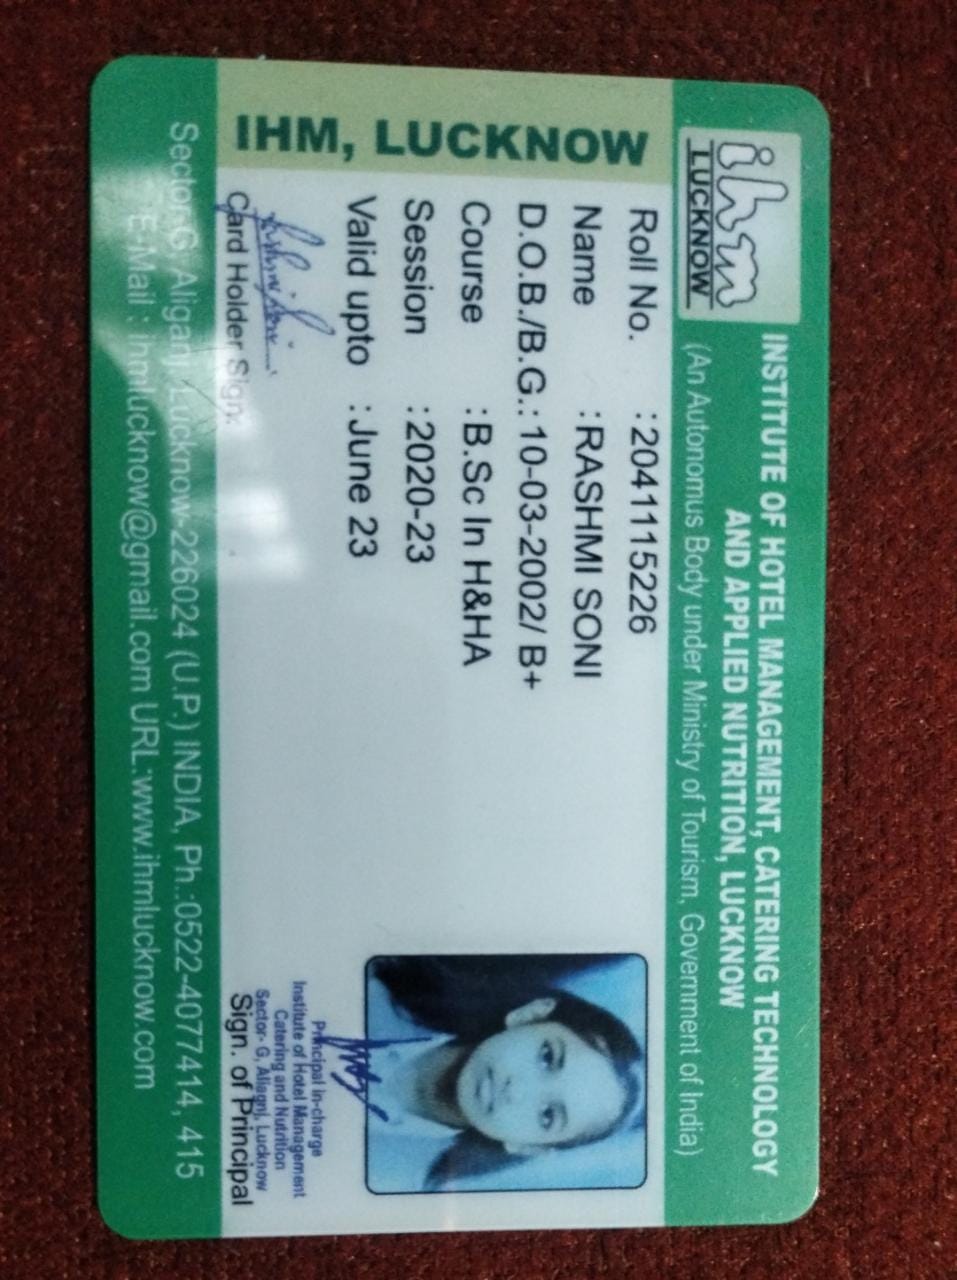 ihm
LUCKNOW
INSTITUTE OF HOTEL MANAGEMENT, CATERING TECHNOLOGY
AND APPLIED NUTRITION, LUCKNOW
(An Autonomus Body under Ministry of Tourism, Government of India)
IHM, LUCKNOW
Roll No. : 2041115226
Name : RASHMI SONI
D.O.B./B.G. : 10-03-2002/ B+
Course : B.Sc In H&HA
Session : 2020-23
Valid upto : June 23
Card Holder Sign.
Principal In-charge
Institute of Hotel Management
Catering and Nutrition
Sector- G, Aliganj, Lucknow
Sign. of Principal
Sector-G, Aliganj, Lucknow-226024 (U.P.) INDIA, Ph.:0522-4077414, 415
E-Mail : ihmlucknow@gmail.com URL:www.ihmlucknow.com